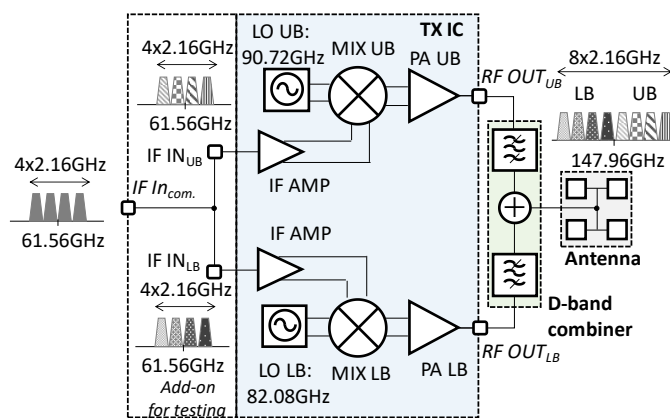 TX IC
LO UB:
90.72GHz
MIX UB
PA UB
RF OUT_UB
4x2.16GHz
61.56GHz
8x2.16GHz
LB UB
147.96GHz
IF IN_UB
IF AMP
4x2.16GHz
61.56GHz
IF In_com.
IF AMP
IF IN_LB
Antenna
4x2.16GHz
61.56GHz
Add-on
for testing
LO LB:
82.08GHz
MIX LB
PA LB
RF OUT_LB
D-band
combiner